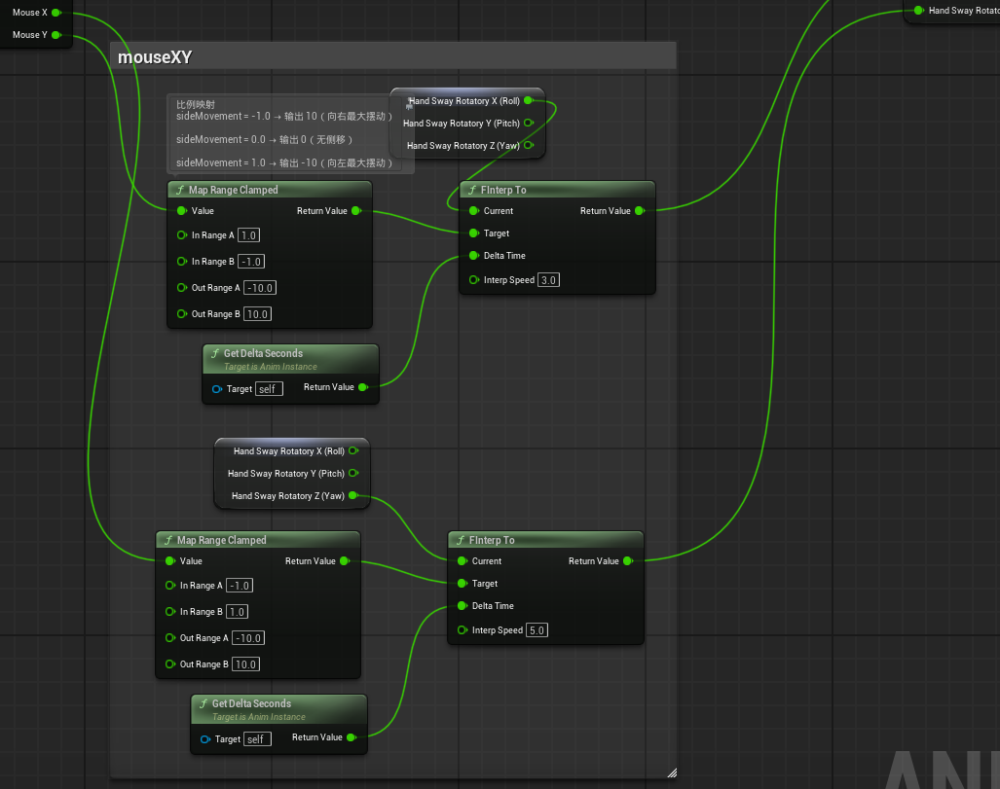 Mouse X
Mouse Y
Hand Sway Rotato
mouseXY
比例映射
sideMovement = -1.0 → 输出 10（向右最大摆动）
sideMovement = 0.0 → 输出 0（无侧移）
sideMovement = 1.0 → 输出 -10（向左最大摆动）
Hand Sway Rotatory X (Roll)
Hand Sway Rotatory Y (Pitch)
Hand Sway Rotatory Z (Yaw)
Map Range Clamped
Value Return Value
In Range A 1.0
In Range B -1.0
Out Range A -10.0
Out Range B 10.0
FInterp To
Current Return Value
Target
Delta Time
Interp Speed 3.0
Get Delta Seconds
Target is Anim Instance
Target self Return Value
Hand Sway Rotatory X (Roll)
Hand Sway Rotatory Y (Pitch)
Hand Sway Rotatory Z (Yaw)
Map Range Clamped
Value Return Value
In Range A -1.0
In Range B 1.0
Out Range A -10.0
Out Range B 10.0
FInterp To
Current Return Value
Target
Delta Time
Interp Speed 5.0
Get Delta Seconds
Target is Anim Instance
Target self Return Value